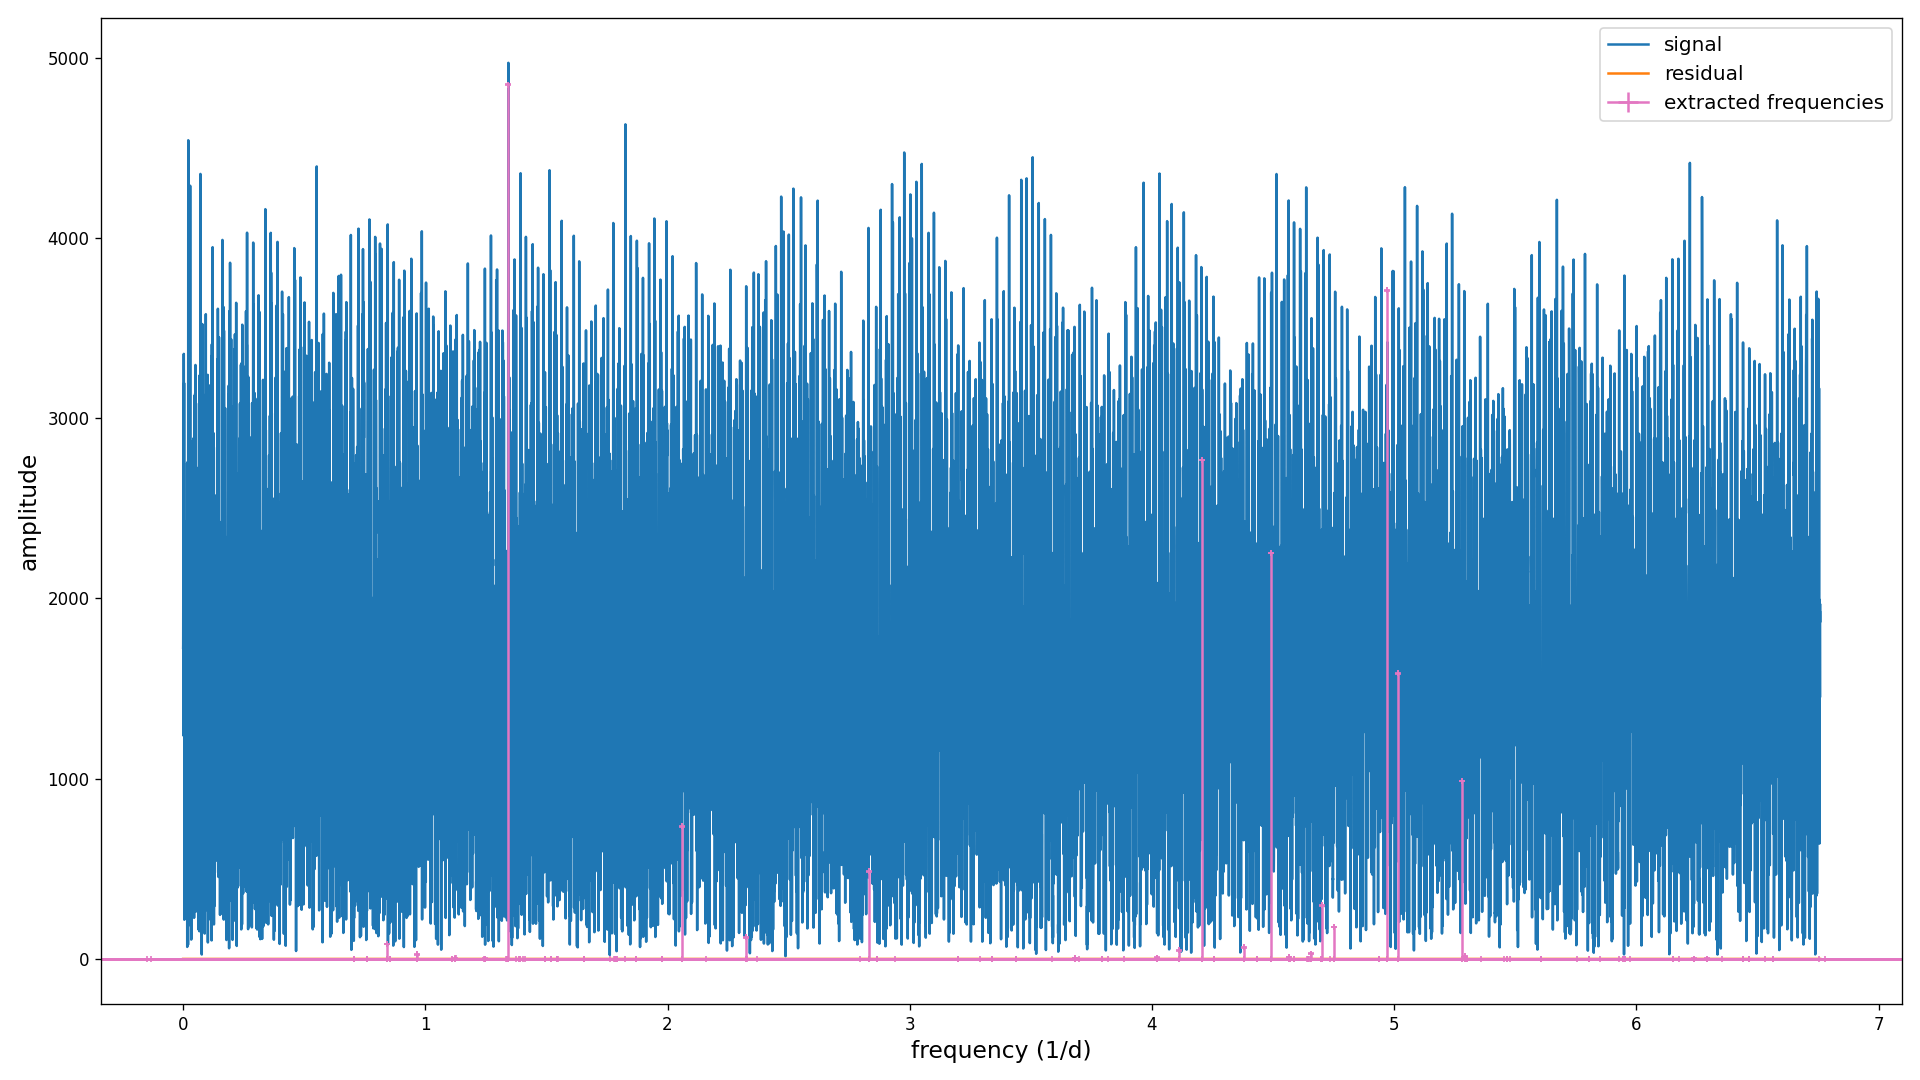 signal
residual
extracted frequencies
5000
4000
3000
2000
1000
0
amplitude
0 1 2 3 4 5 6 7
frequency (1/d)